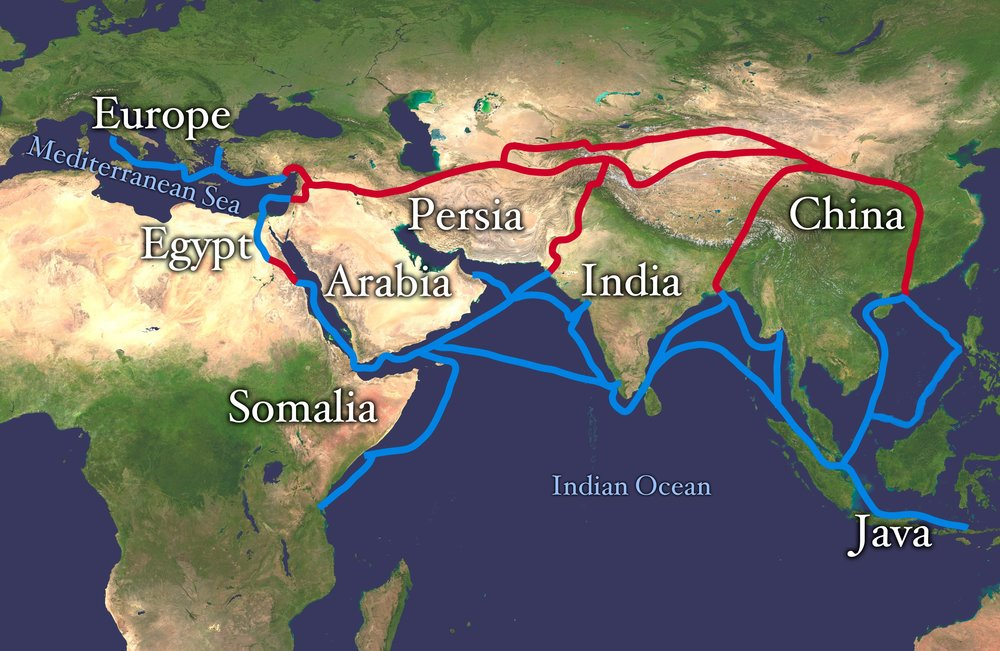 Europe
Mediterranean Sea
Egypt
Persia
China
Arabia
India
Somalia
Indian Ocean
Java